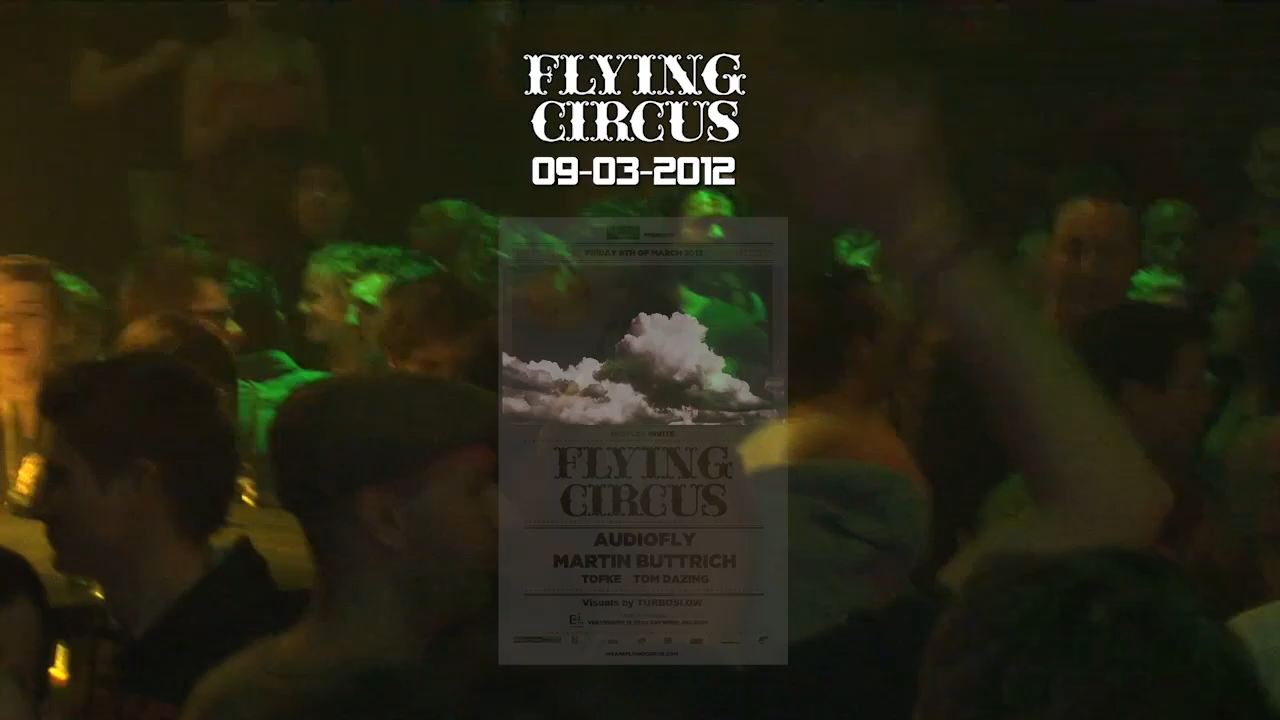 FLYING
CIRCUS
09-03-2012
FRIDAY 9TH OF MARCH 2012
FLYING
CIRCUS
AUDIOFLY
MARTIN BUTTRICH
TOFKE TOM DAZING
Visuals by TURBOSLOW